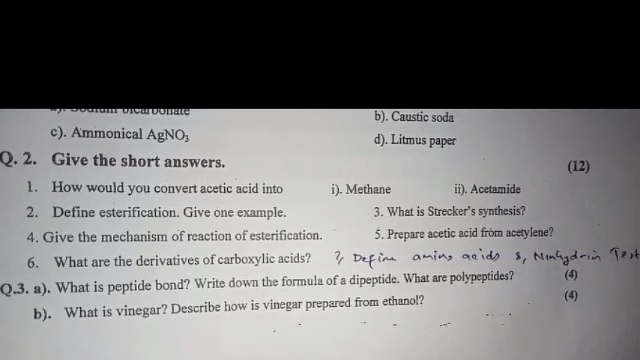 a). Sodium bicarbonate
b). Caustic soda
c). Ammonical AgNO₃
d). Litmus paper
Q. 2. Give the short answers. (12)
1. How would you convert acetic acid into i). Methane ii). Acetamide
2. Define esterification. Give one example. 3. What is Strecker's synthesis?
4. Give the mechanism of reaction of esterification. 5. Prepare acetic acid from acetylene?
6. What are the derivatives of carboxylic acids? 7, Define amino acids 8, Ninhydrin Test
Q.3. a). What is peptide bond? Write down the formula of a dipeptide. What are polypeptides? (4)
b). What is vinegar? Describe how is vinegar prepared from ethanol? (4)